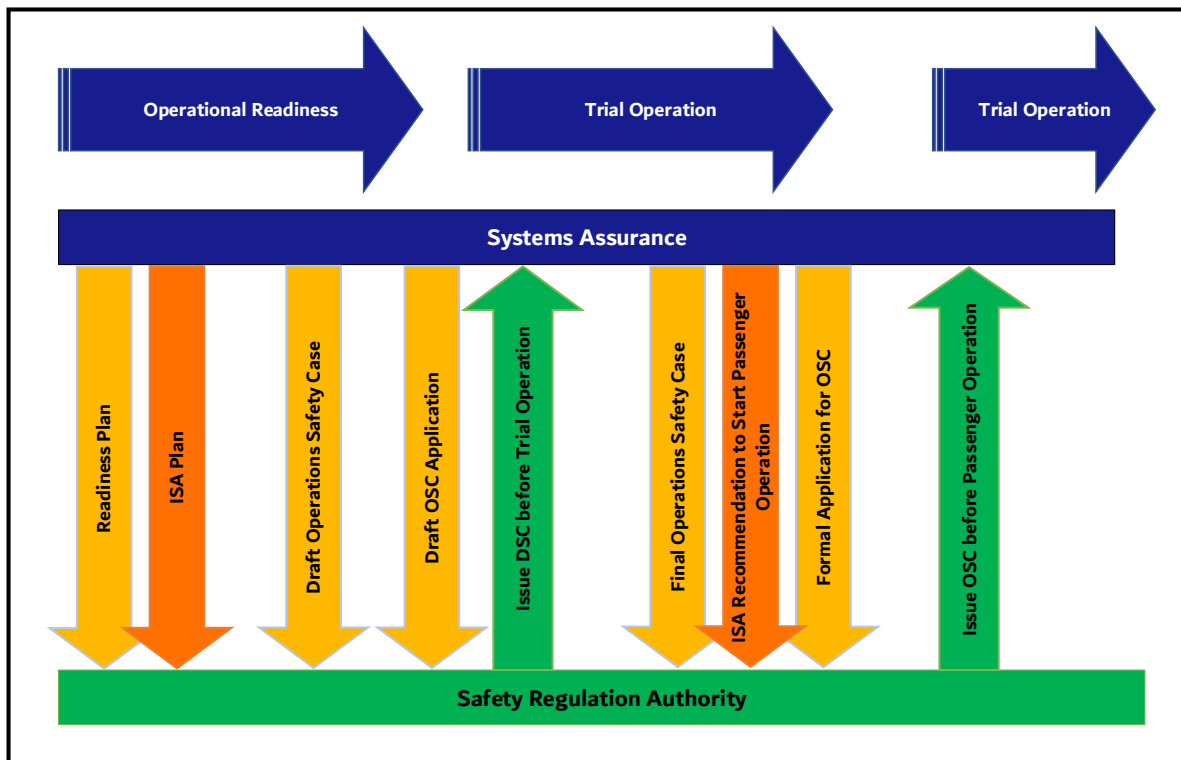 Operational Readiness
Trial Operation
Trial Operation
Systems Assurance
Readiness Plan
ISA Plan
Draft Operations Safety Case
Draft OSC Application
Issue DSC before Trial Operation
Final Operations Safety Case
ISA Recommendation to Start Passenger
Operation
Formal Application for OSC
Issue OSC before Passenger Operation
Safety Regulation Authority